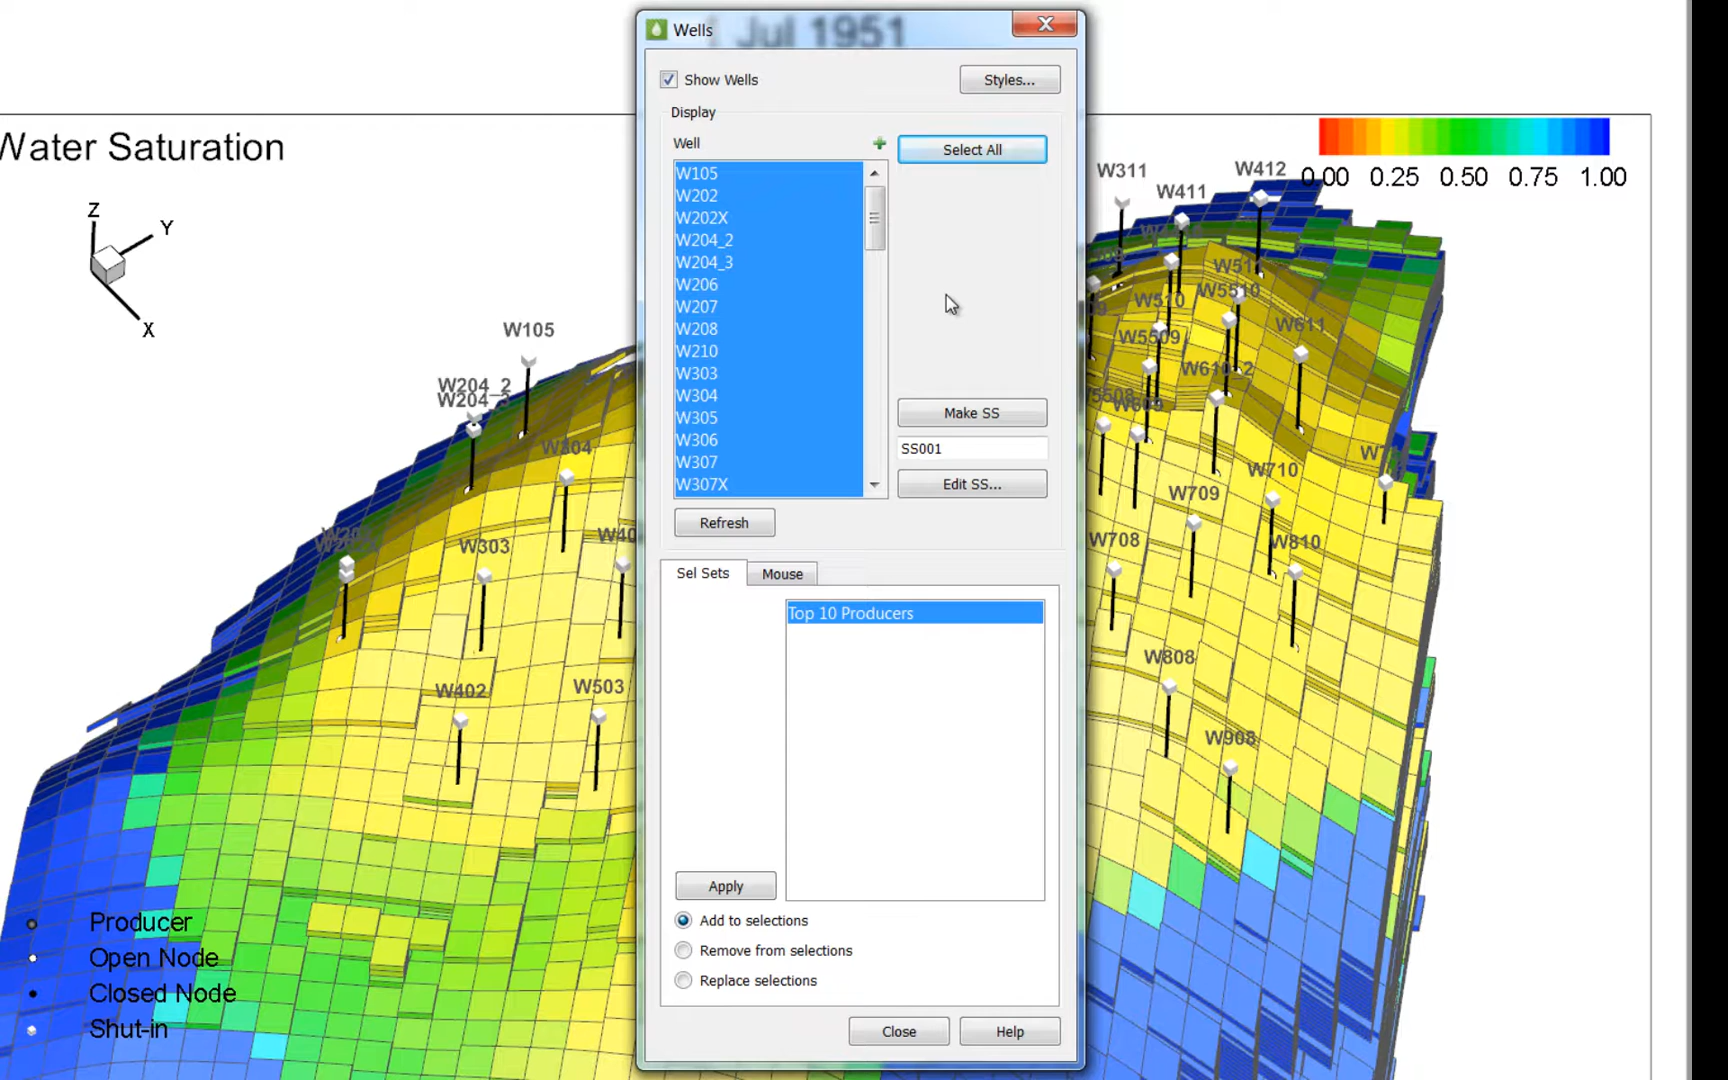 Wells
Jul 1951
Show Wells
Styles...
Display
Well
Select All
W105
W202
W202X
W204_2
W204_3
W206
W207
W208
W210
W303
W304
W305
W306
W307
W307X
Make SS
SS001
Edit SS...
Refresh
Sel Sets
Mouse
Top 10 Producers
Apply
Add to selections
Remove from selections
Replace selections
Close
Help
Water Saturation
Z
Y
X
W105
W204_2
W304
W303
W402
W503
Producer
Open Node
Closed Node
Shut-in
0.00 0.25 0.50 0.75 1.00
W311
W411
W412
W510
W5510
W611
W5509
W610_2
W710
W709
W708
W810
W808
W908